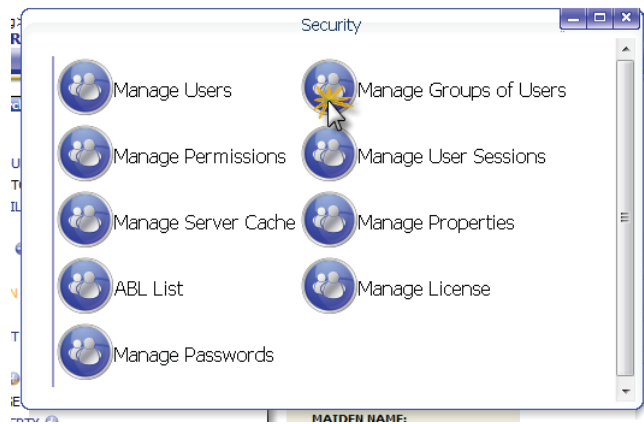 Security
Manage Users
Manage Groups of Users
Manage Permissions
Manage User Sessions
Manage Server Cache
Manage Properties
ABL List
Manage License
Manage Passwords
MAIDEN NAME: